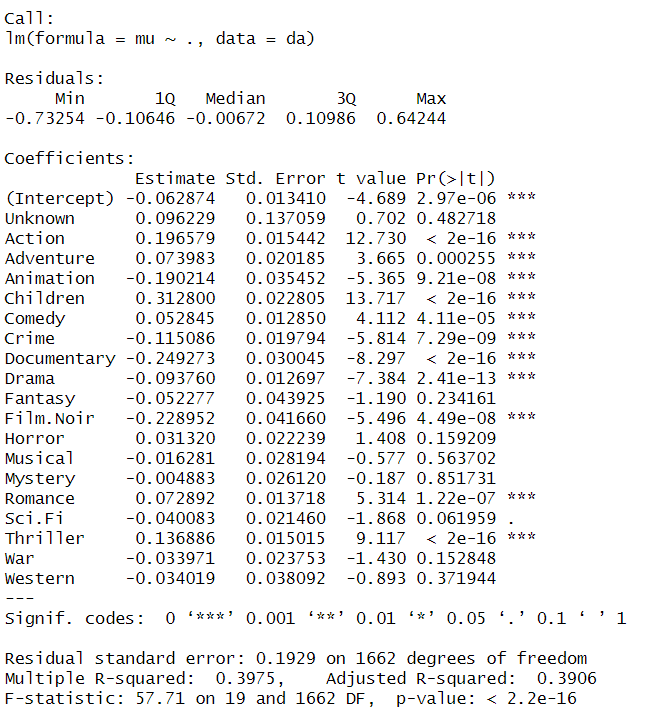 Call:
lm(formula = mu ~ ., data = da)
Residuals:
     Min       1Q   Median       3Q      Max
-0.73254 -0.10646 -0.00672  0.10986  0.64244
Coefficients:
             Estimate Std. Error t value Pr(>|t|)
(Intercept) -0.062874   0.013410  -4.689 2.97e-06 ***
Unknown      0.096229   0.137059   0.702 0.482718
Action       0.196579   0.015442  12.730  < 2e-16 ***
Adventure    0.073983   0.020185   3.665 0.000255 ***
Animation   -0.190214   0.035452  -5.365 9.21e-08 ***
Children     0.312800   0.022805  13.717  < 2e-16 ***
Comedy       0.052845   0.012850   4.112 4.11e-05 ***
Crime       -0.115086   0.019794  -5.814 7.29e-09 ***
Documentary -0.249273   0.030045  -8.297  < 2e-16 ***
Drama       -0.093760   0.012697  -7.384 2.41e-13 ***
Fantasy     -0.052277   0.043925  -1.190 0.234161
Film.Noir   -0.228952   0.041660  -5.496 4.49e-08 ***
Horror       0.031320   0.022239   1.408 0.159209
Musical     -0.016281   0.028194  -0.577 0.563702
Mystery     -0.004883   0.026120  -0.187 0.851731
Romance      0.072892   0.013718   5.314 1.22e-07 ***
Sci.Fi      -0.040083   0.021460  -1.868 0.061959 .
Thriller     0.136886   0.015015   9.117  < 2e-16 ***
War         -0.033971   0.023753  -1.430 0.152848
Western     -0.034019   0.038092  -0.893 0.371944
---
Signif. codes:  0 ‘***’ 0.001 ‘**’ 0.01 ‘*’ 0.05 ‘.’ 0.1 ‘ ’ 1
Residual standard error: 0.1929 on 1662 degrees of freedom
Multiple R-squared:  0.3975,    Adjusted R-squared:  0.3906
F-statistic: 57.71 on 19 and 1662 DF,  p-value: < 2.2e-16